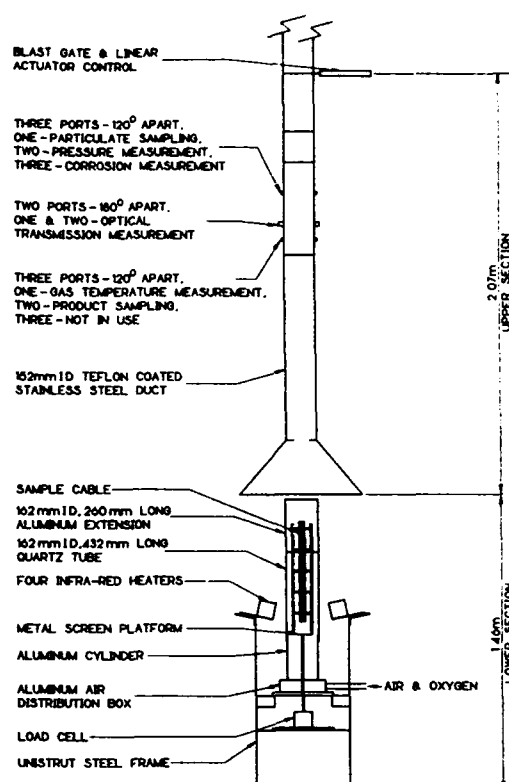 BLAST GATE & LINEAR
ACTUATOR CONTROL
THREE PORTS-120° APART,
ONE-PARTICULATE SAMPLING,
TWO-PRESSURE MEASUREMENT,
THREE-CORROSION MEASUREMENT
TWO PORTS-180° APART,
ONE & TWO-OPTICAL
TRANSMISSION MEASUREMENT
THREE PORTS-120° APART,
ONE-GAS TEMPERATURE MEASUREMENT,
TWO-PRODUCT SAMPLING,
THREE-NOT IN USE
152mm ID TEFLON COATED
STAINLESS STEEL DUCT
2.07m
UPPER SECTION
SAMPLE CABLE
162mm ID, 260mm LONG
ALUMINUM EXTENSION
162mm ID, 432mm LONG
QUARTZ TUBE
FOUR INFRA-RED HEATERS
METAL SCREEN PLATFORM
ALUMINUM CYLINDER
ALUMINUM AIR
DISTRIBUTION BOX
AIR & OXYGEN
LOAD CELL
UNISTRUT STEEL FRAME
1.46m
LOWER SECTION